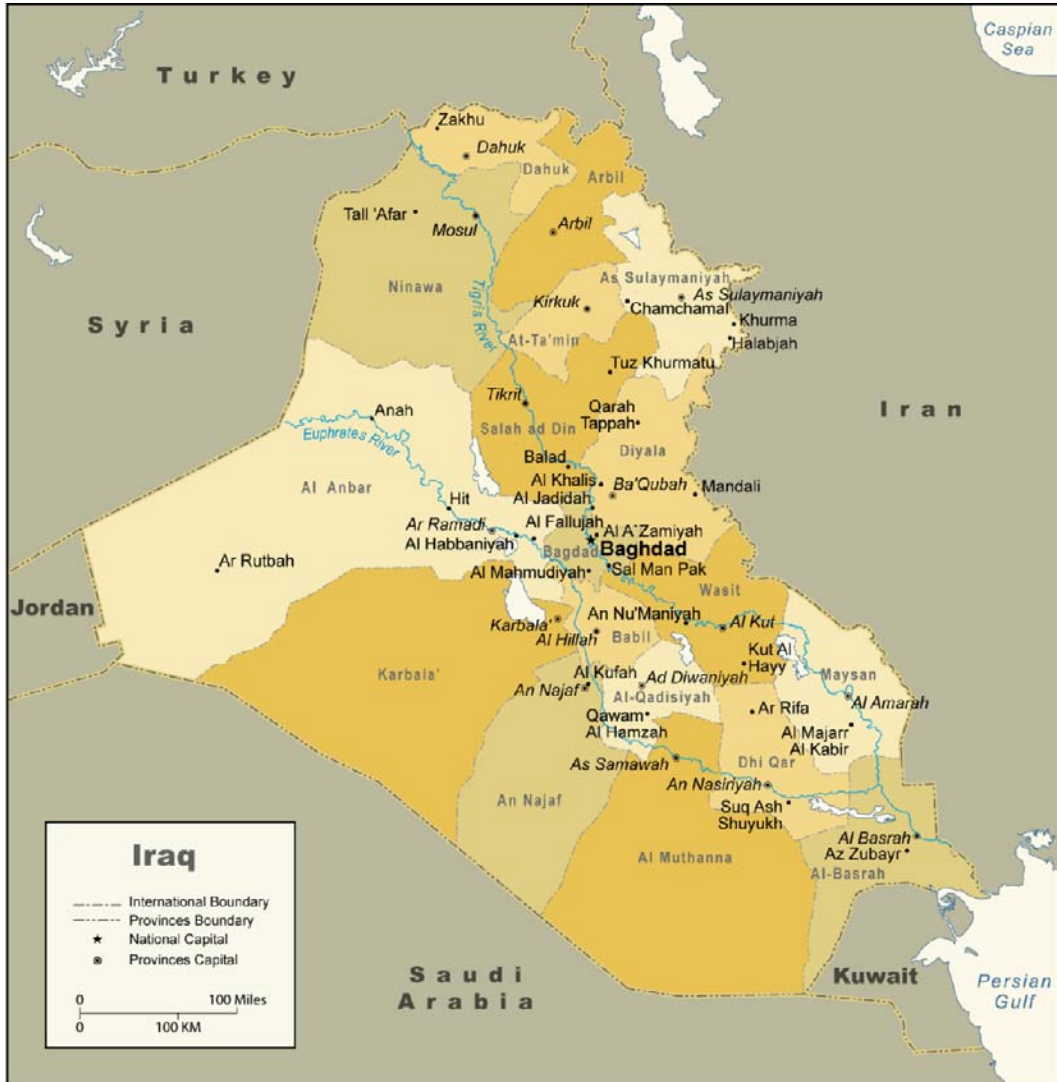 Caspian
Sea
Turkey
Zakhu
Dahuk
Dahuk
Arbil
Tall 'Afar
Mosul
Arbil
Ninawa
Tigris River
As Sulaymaniyah
As Sulaymaniyah
Kirkuk
Chamchamal
Khurma
Halabjah
Syria
At-Ta'min
Tuz Khurmatu
Iran
Tikrit
Qarah
Tappah
Anah
Euphrates River
Salah ad Din
Diyala
Balad
Al Khalis
Ba'Qubah
Mandali
Al Anbar
Hit
Al Jadidah
Ar Ramadi
Al Fallujah
Al A'Zamiyah
Al Habbaniyah
Bagdad
Baghdad
Ar Rutbah
Al Mahmudiyah
Sal Man Pak
Wasit
Jordan
Karbala'
An Nu'Maniyah
Al Kut
Al Hillah
Babil
Kut Al
Hayy
Karbala'
Al Kufah
Ad Diwaniyah
Maysan
An Najaf
Al-Qadisiyah
Al Amarah
Qawam
Al Hamzah
Ar Rifa
Al Majarr
Al Kabir
As Samawah
Dhi Qar
An Najaf
An Nasiriyah
Suq Ash
Shuyukh
Al Basrah
Az Zubayr
Al Muthanna
Al-Basrah
Iraq
International Boundary
Provinces Boundary
National Capital
Provinces Capital
0 100 Miles
0 100 KM
Saudi
Arabia
Kuwait
Persian
Gulf